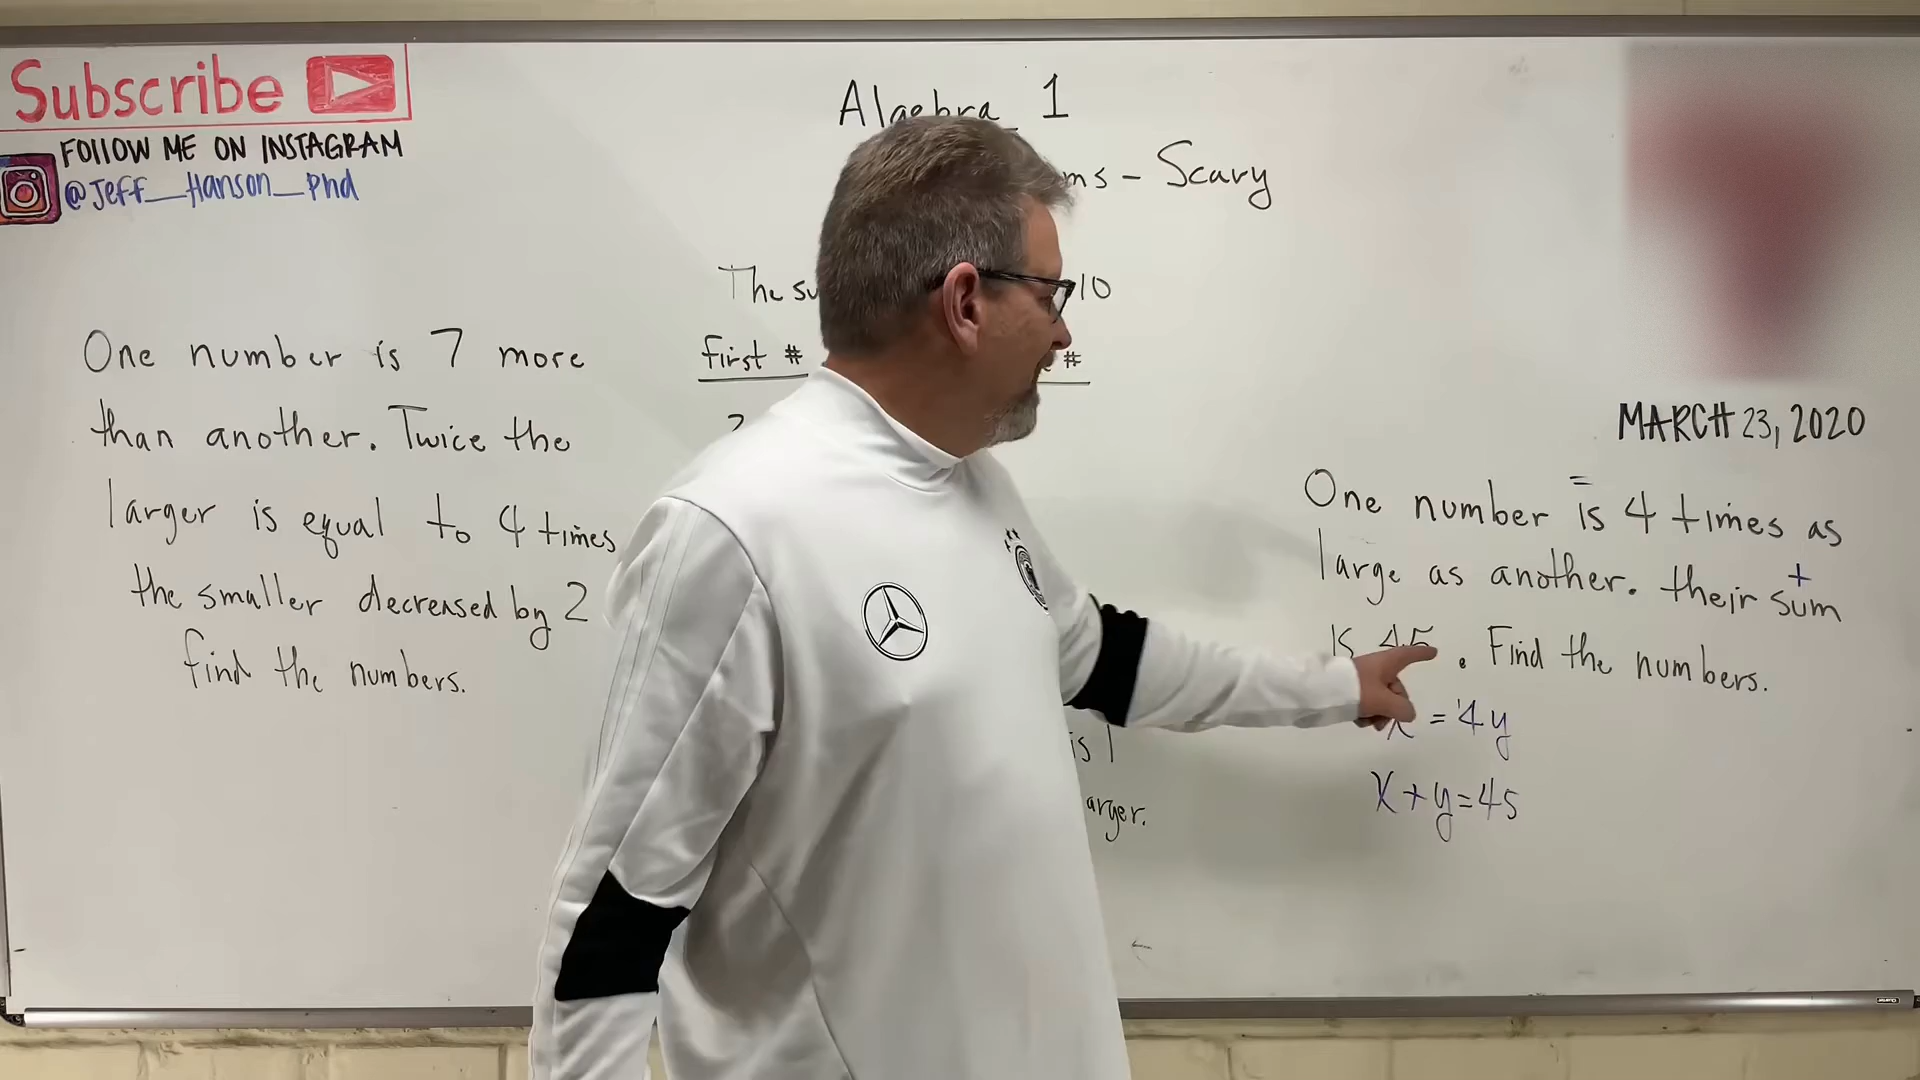 Subscribe
FOllOW ME ON INSTAGRAM
@Jeff__Hanson_Phd
Algebra 1
- Scary
The 10
first # #
One number is 7 more
than another. Twice the
larger is equal to 4 times
the smaller decreased by 2
find the numbers.
is 1
MARCH 23, 2020
=
One number is 4 times as
large as another. their sum
+
Is 45. Find the numbers.
x = 4y
x+y=45